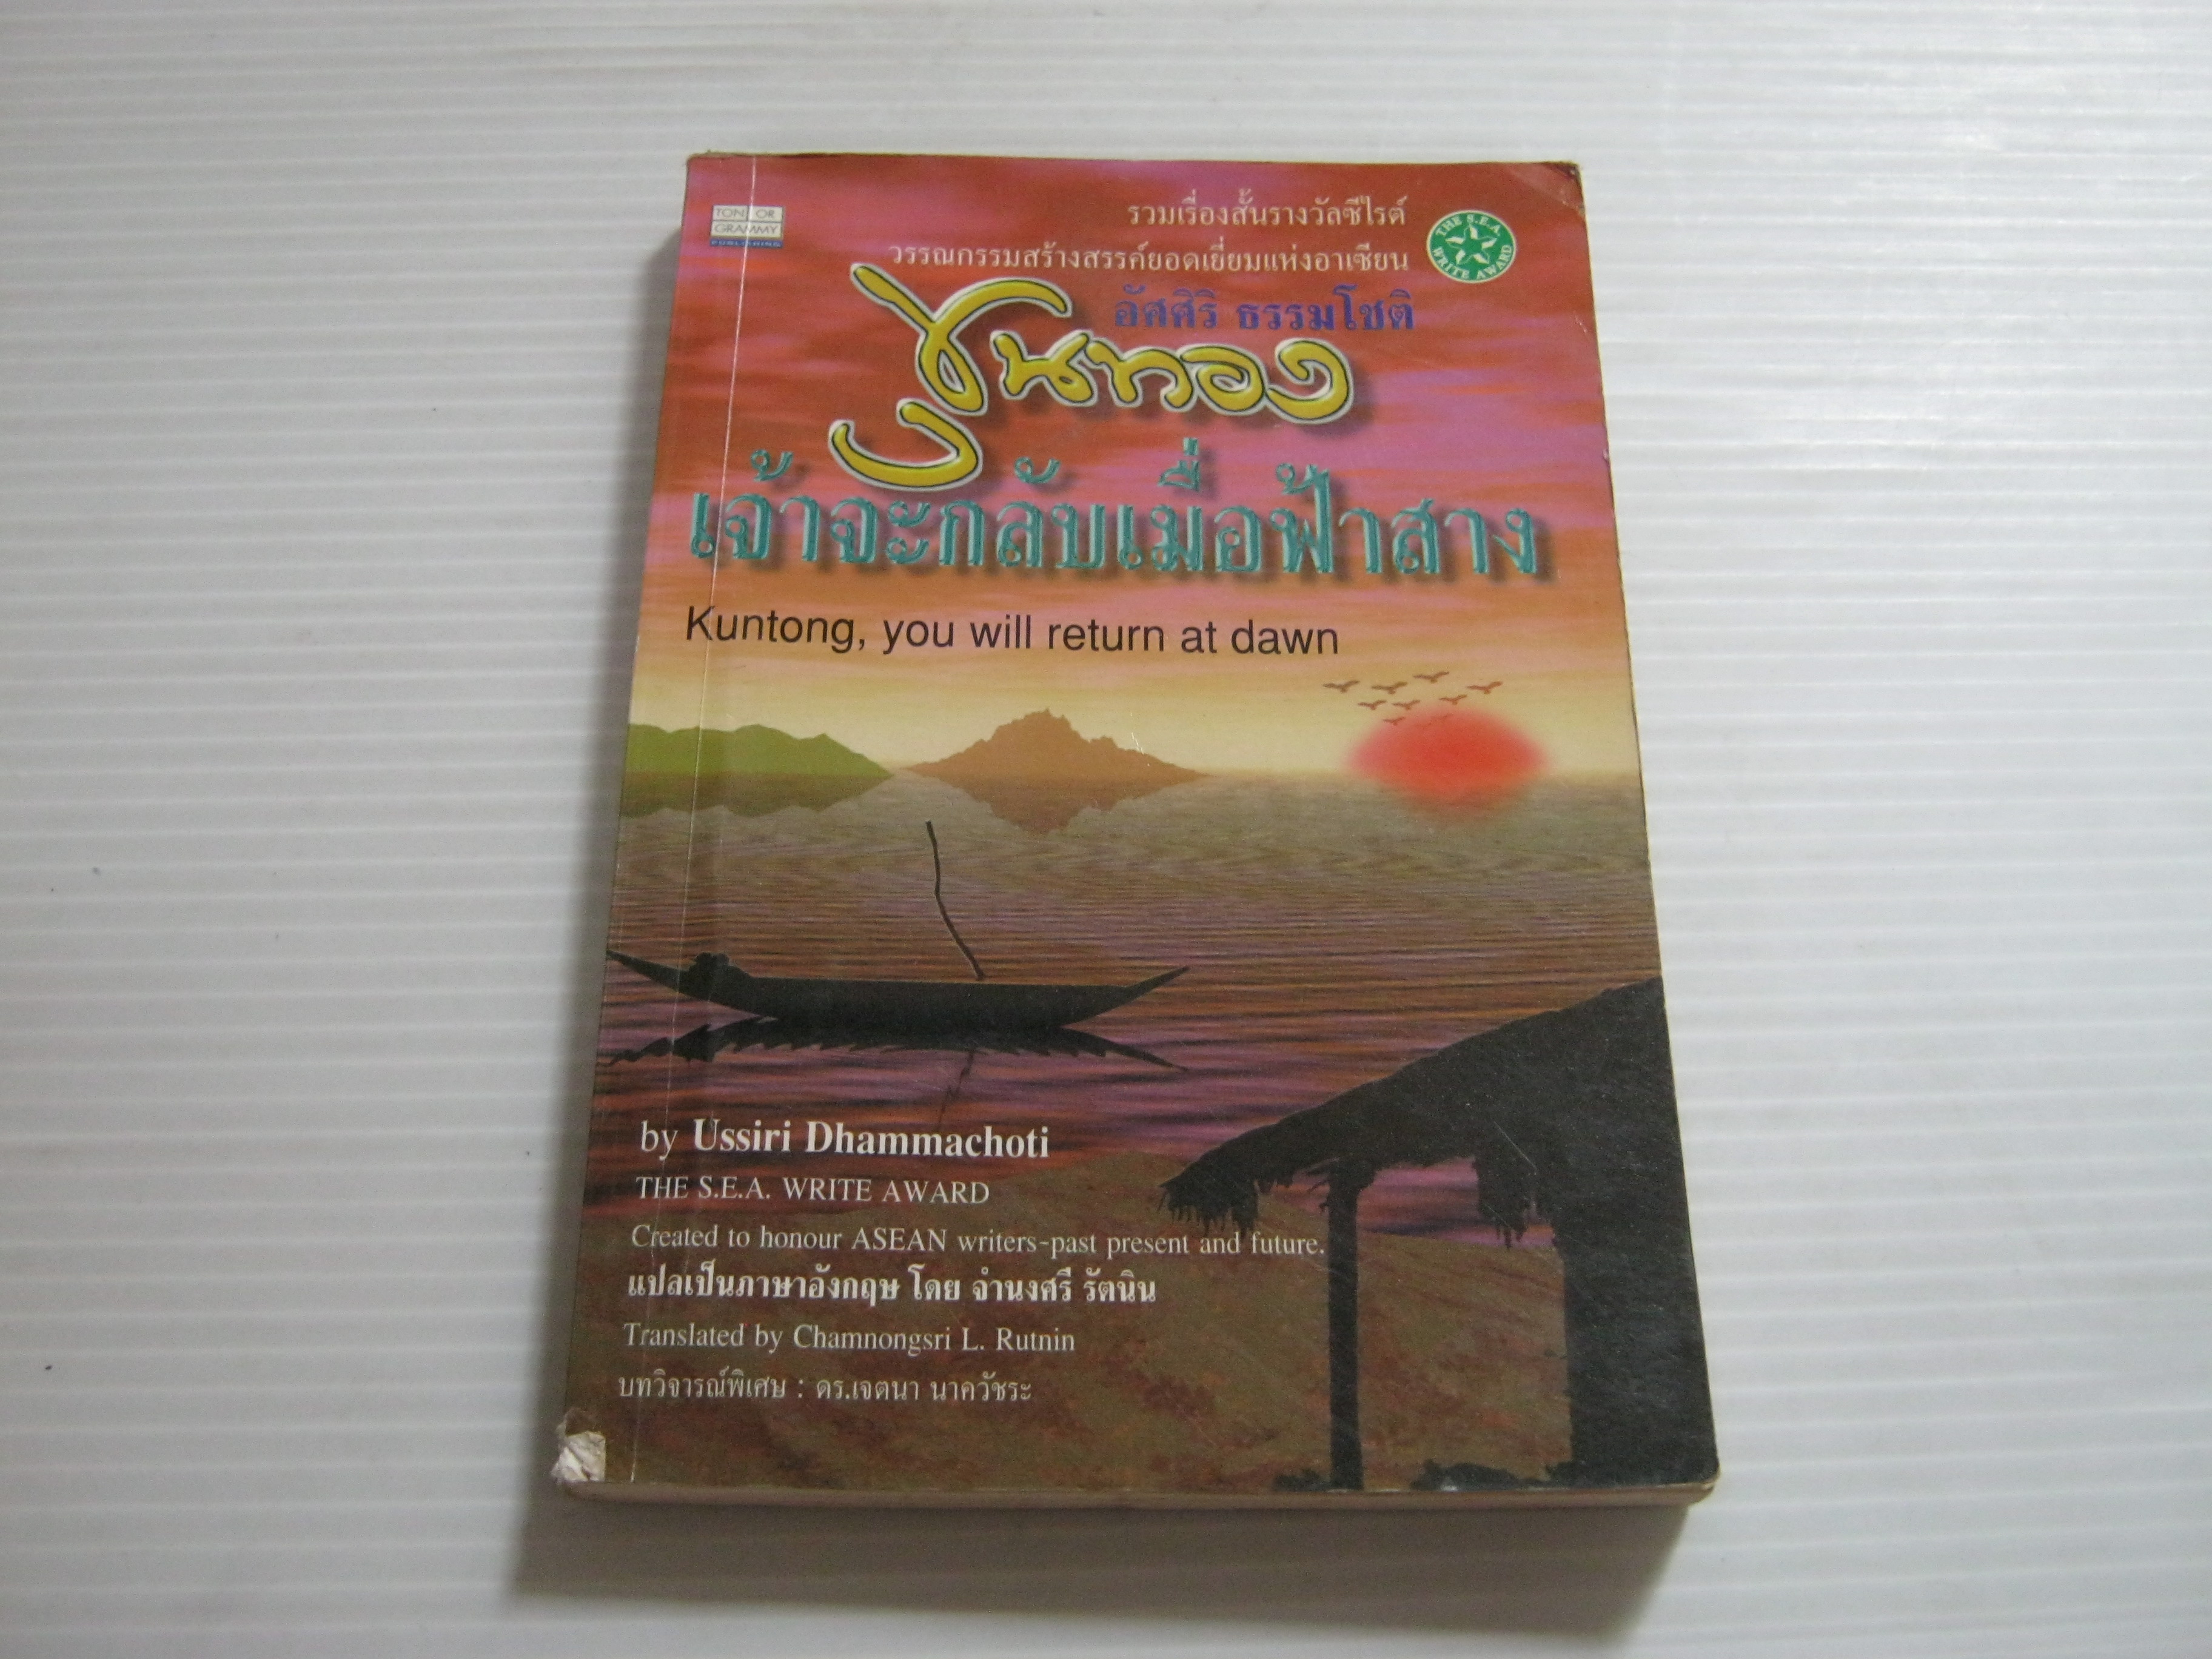 TON OR
GRAMMY
PUBLISHING
รวมเรื่องสั้นรางวัลซีไรต์
วรรณกรรมสร้างสรรค์ยอดเยี่ยมแห่งอาเซียน
THE S.E.A. WRITE AWARD
อัศศิริ ธรรมโชติ
ขุนทอง
เจ้าจะกลับเมื่อฟ้าสาง
Kuntong, you will return at dawn
by Ussiri Dhammachoti
THE S.E.A. WRITE AWARD
Created to honour ASEAN writers-past present and future.
แปลเป็นภาษาอังกฤษ โดย จำนงศรี รัตนิน
Translated by Chamnongsri L. Rutnin
บทวิจารณ์พิเศษ : ดร.เจตนา นาควัชระ